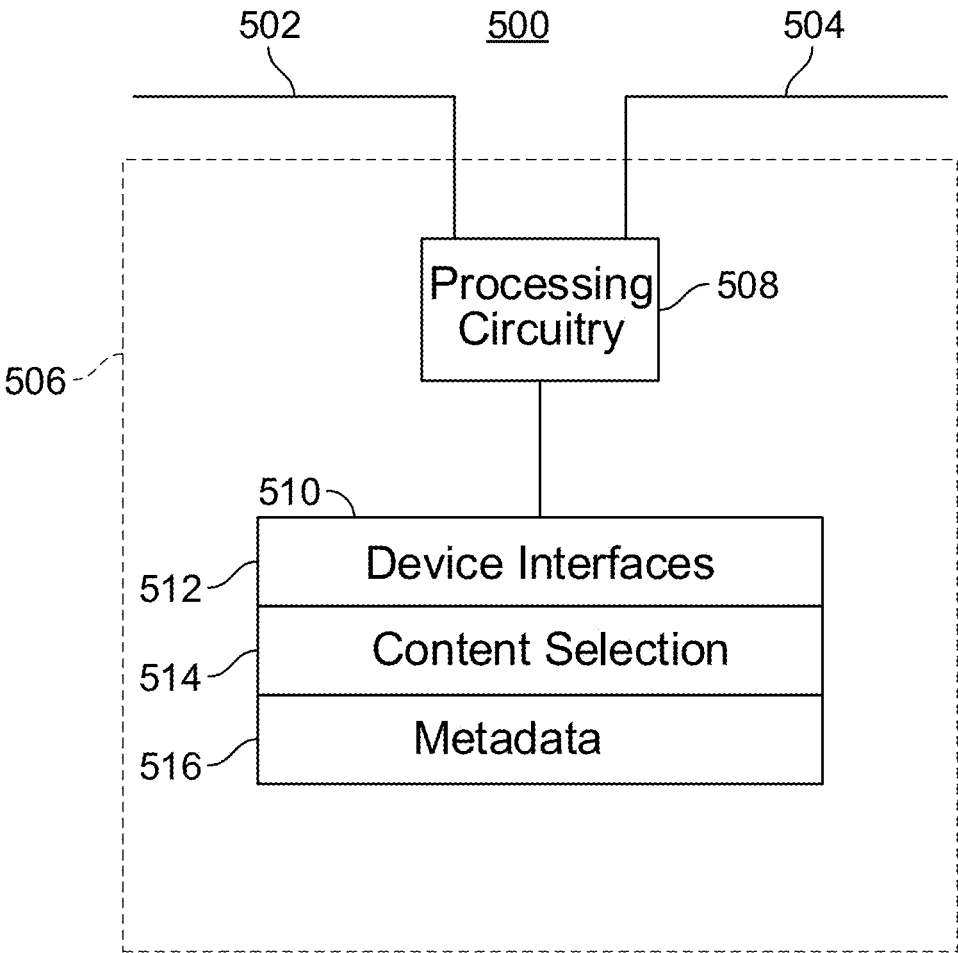 502 500 504
Processing
Circuitry
508
506
510
Device Interfaces
512
Content Selection
514
Metadata
516